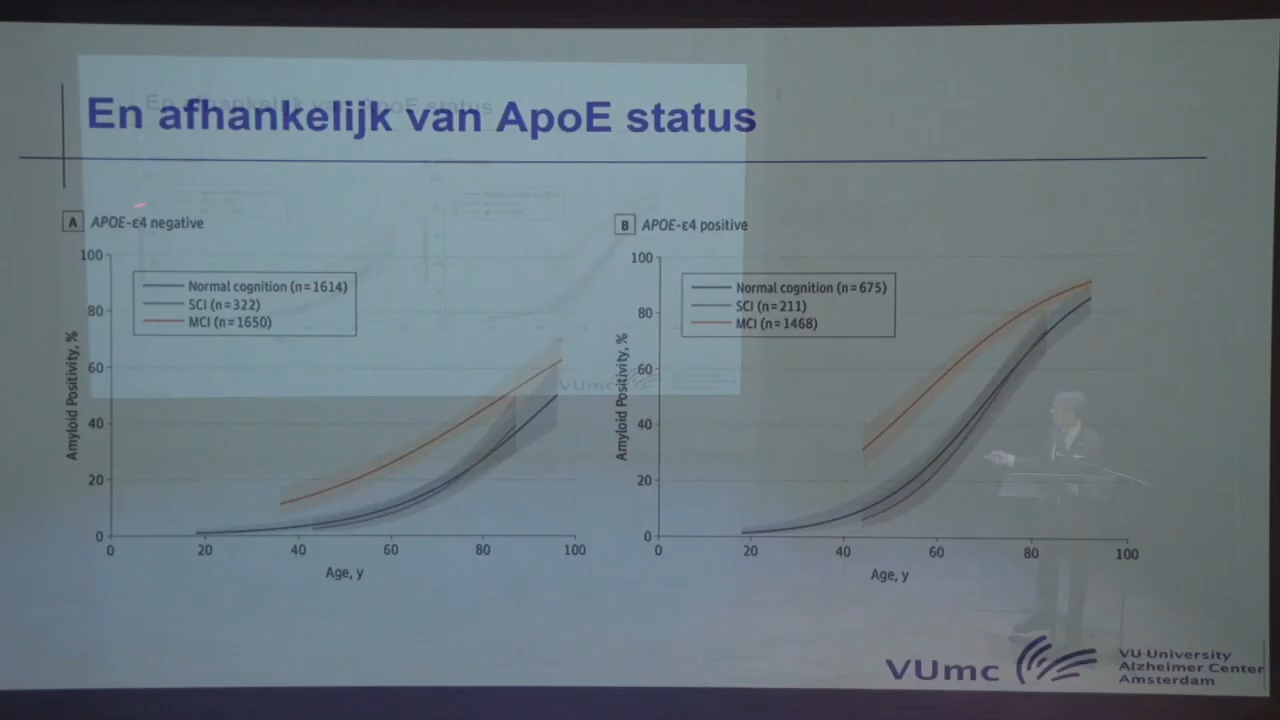 En afhankelijk van ApoE status
A APOE-ε4 negative
100
80
60
40
20
0
Amyloid Positivity, %
Normal cognition (n=1614)
SCI (n=322)
MCI (n=1650)
0 20 40 60 80 100
Age, y
B APOE-ε4 positive
100
80
60
40
20
0
Amyloid Positivity, %
Normal cognition (n=675)
SCI (n=211)
MCI (n=1468)
0 20 40 60 80 100
Age, y
VUmc
VUmc
VU University
Alzheimer Center
Amsterdam